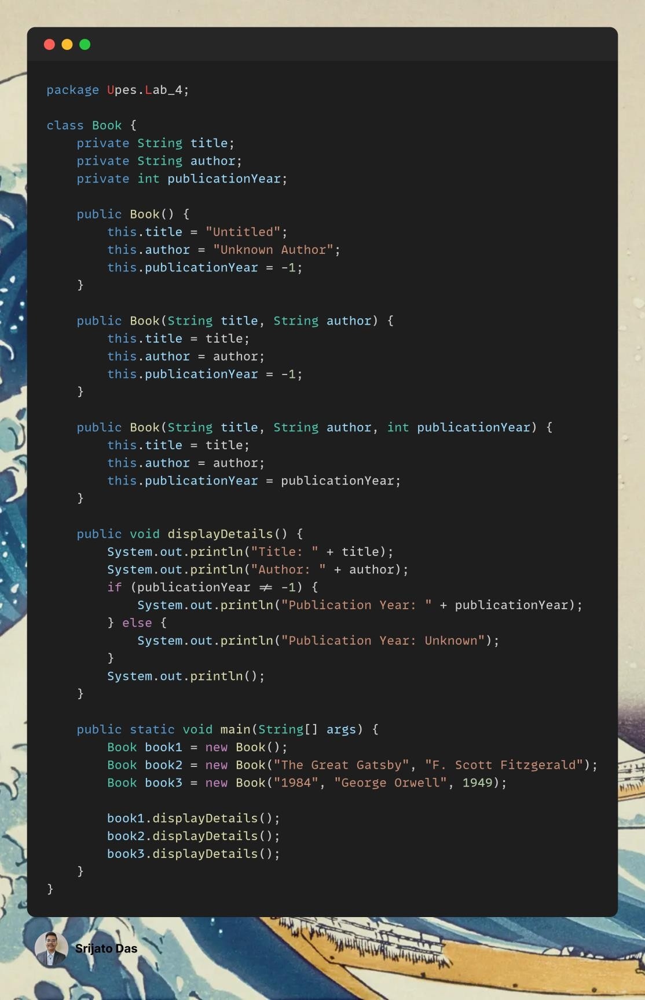 package Upes.Lab_4;

class Book {
    private String title;
    private String author;
    private int publicationYear;

    public Book() {
        this.title = "Untitled";
        this.author = "Unknown Author";
        this.publicationYear = -1;
    }

    public Book(String title, String author) {
        this.title = title;
        this.author = author;
        this.publicationYear = -1;
    }

    public Book(String title, String author, int publicationYear) {
        this.title = title;
        this.author = author;
        this.publicationYear = publicationYear;
    }

    public void displayDetails() {
        System.out.println("Title: " + title);
        System.out.println("Author: " + author);
        if (publicationYear ≠ -1) {
            System.out.println("Publication Year: " + publicationYear);
        } else {
            System.out.println("Publication Year: Unknown");
        }
        System.out.println();
    }

    public static void main(String[] args) {
        Book book1 = new Book();
        Book book2 = new Book("The Great Gatsby", "F. Scott Fitzgerald");
        Book book3 = new Book("1984", "George Orwell", 1949);

        book1.displayDetails();
        book2.displayDetails();
        book3.displayDetails();
    }
}
Srijato Das